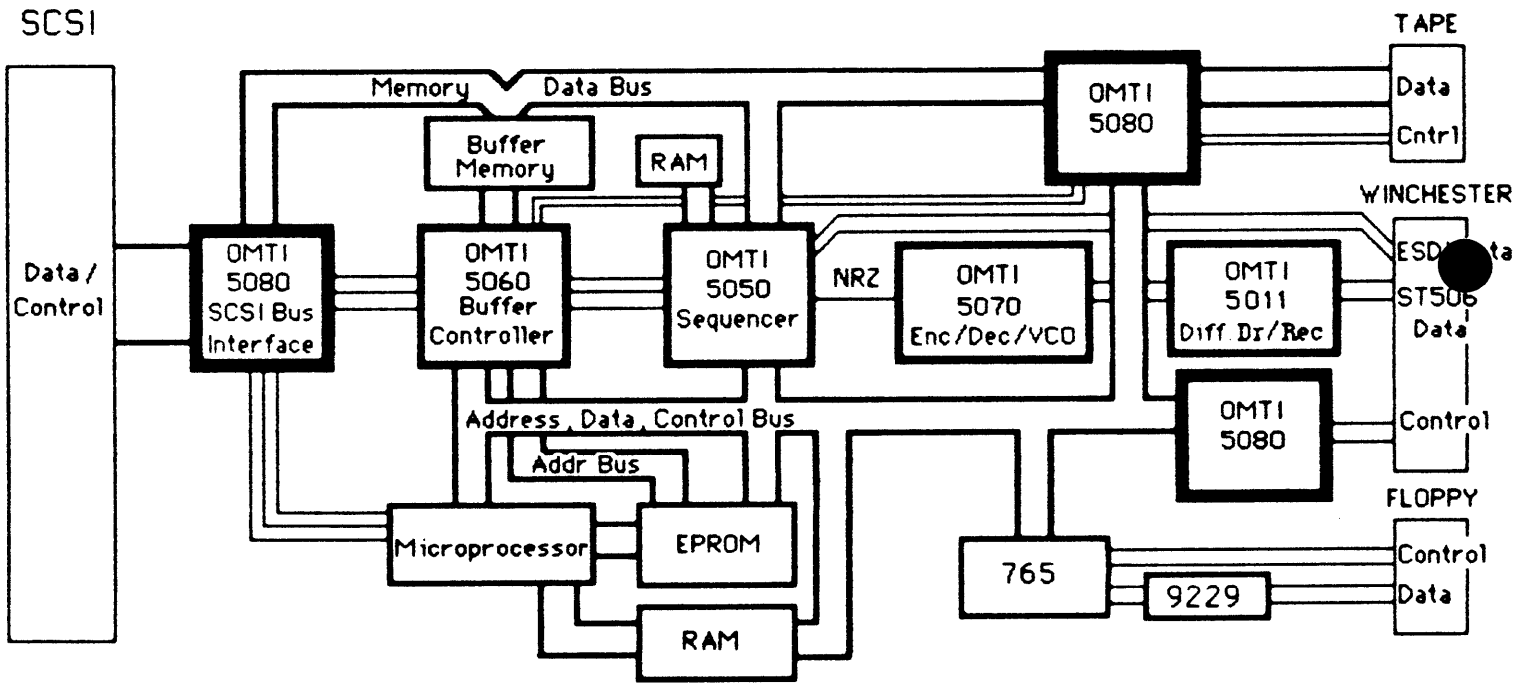 SCSI
Data/
Control
Memory Data Bus
Buffer
Memory
RAM
OMTI
5080
TAPE
Data
Cntrl
OMTI
5080
SCSI Bus
Interface
OMTI
5060
Buffer
Controller
OMTI
5050
Sequencer
NRZ
OMTI
5070
Enc/Dec/VCO
OMTI
5011
Diff. Dr/Rec
WINCHESTER
ST506
Data
Control
OMTI
5080
Address, Data, Control Bus
Addr Bus
Microprocessor
EPROM
RAM
765
9229
FLOPPY
Control
Data